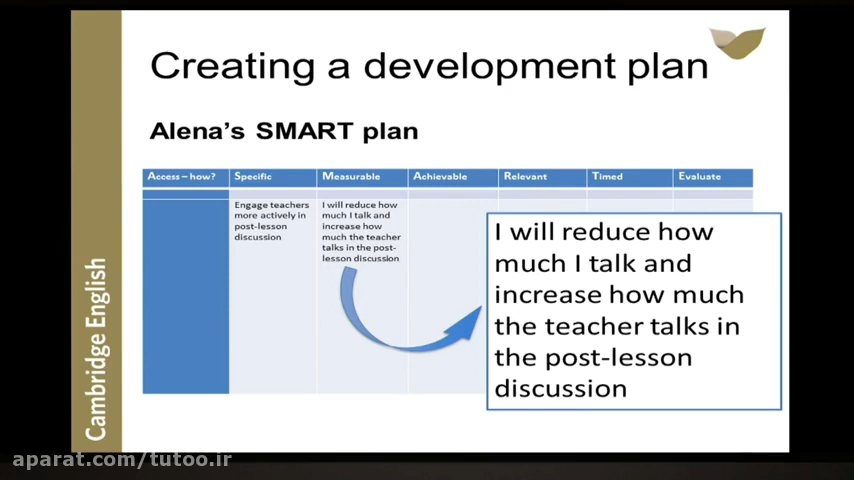 Creating a development plan
Alena's SMART plan
Access – how?
Specific
Measurable
Achievable
Relevant
Timed
Evaluate
Engage teachers
more actively in
post-lesson
discussion
I will reduce how
much I talk and
increase how
much the teacher
talks in the post-
lesson discussion
I will reduce how
much I talk and
increase how much
the teacher talks in
the post-lesson
discussion
Cambridge English
aparat.com/tutoo.ir